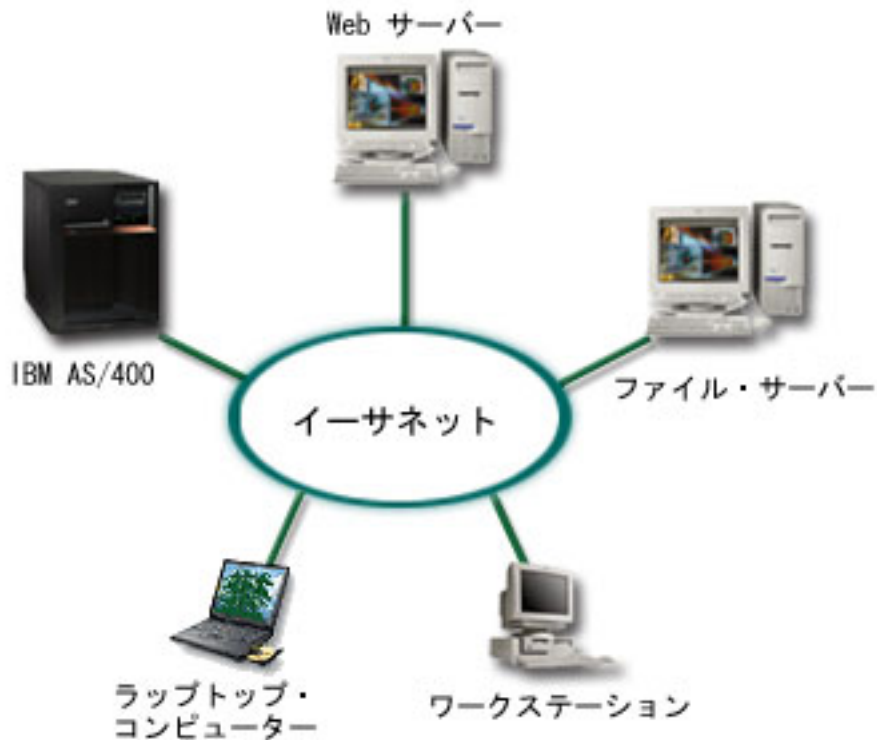 Web サーバー
IBM AS/400
ファイル・サーバー
イーサネット
ラップトップ・
コンピューター
ワークステーション